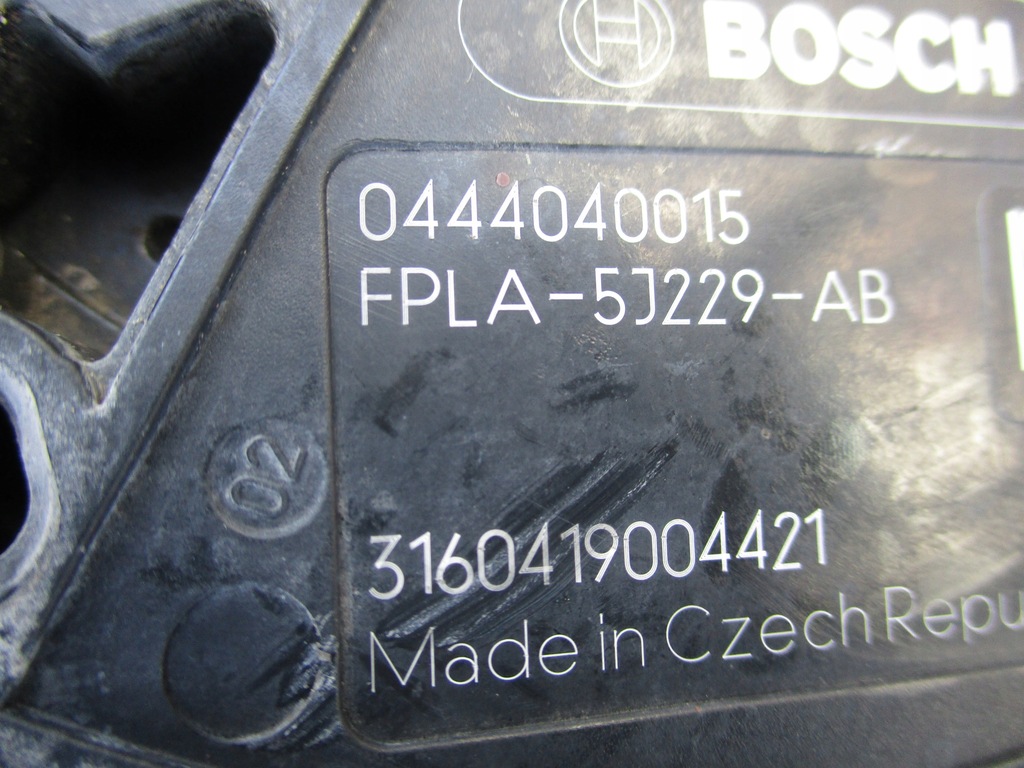 BOSCH
0444040015
FPLA-5J229-AB
02
3160419004421
Made in Czech Repu